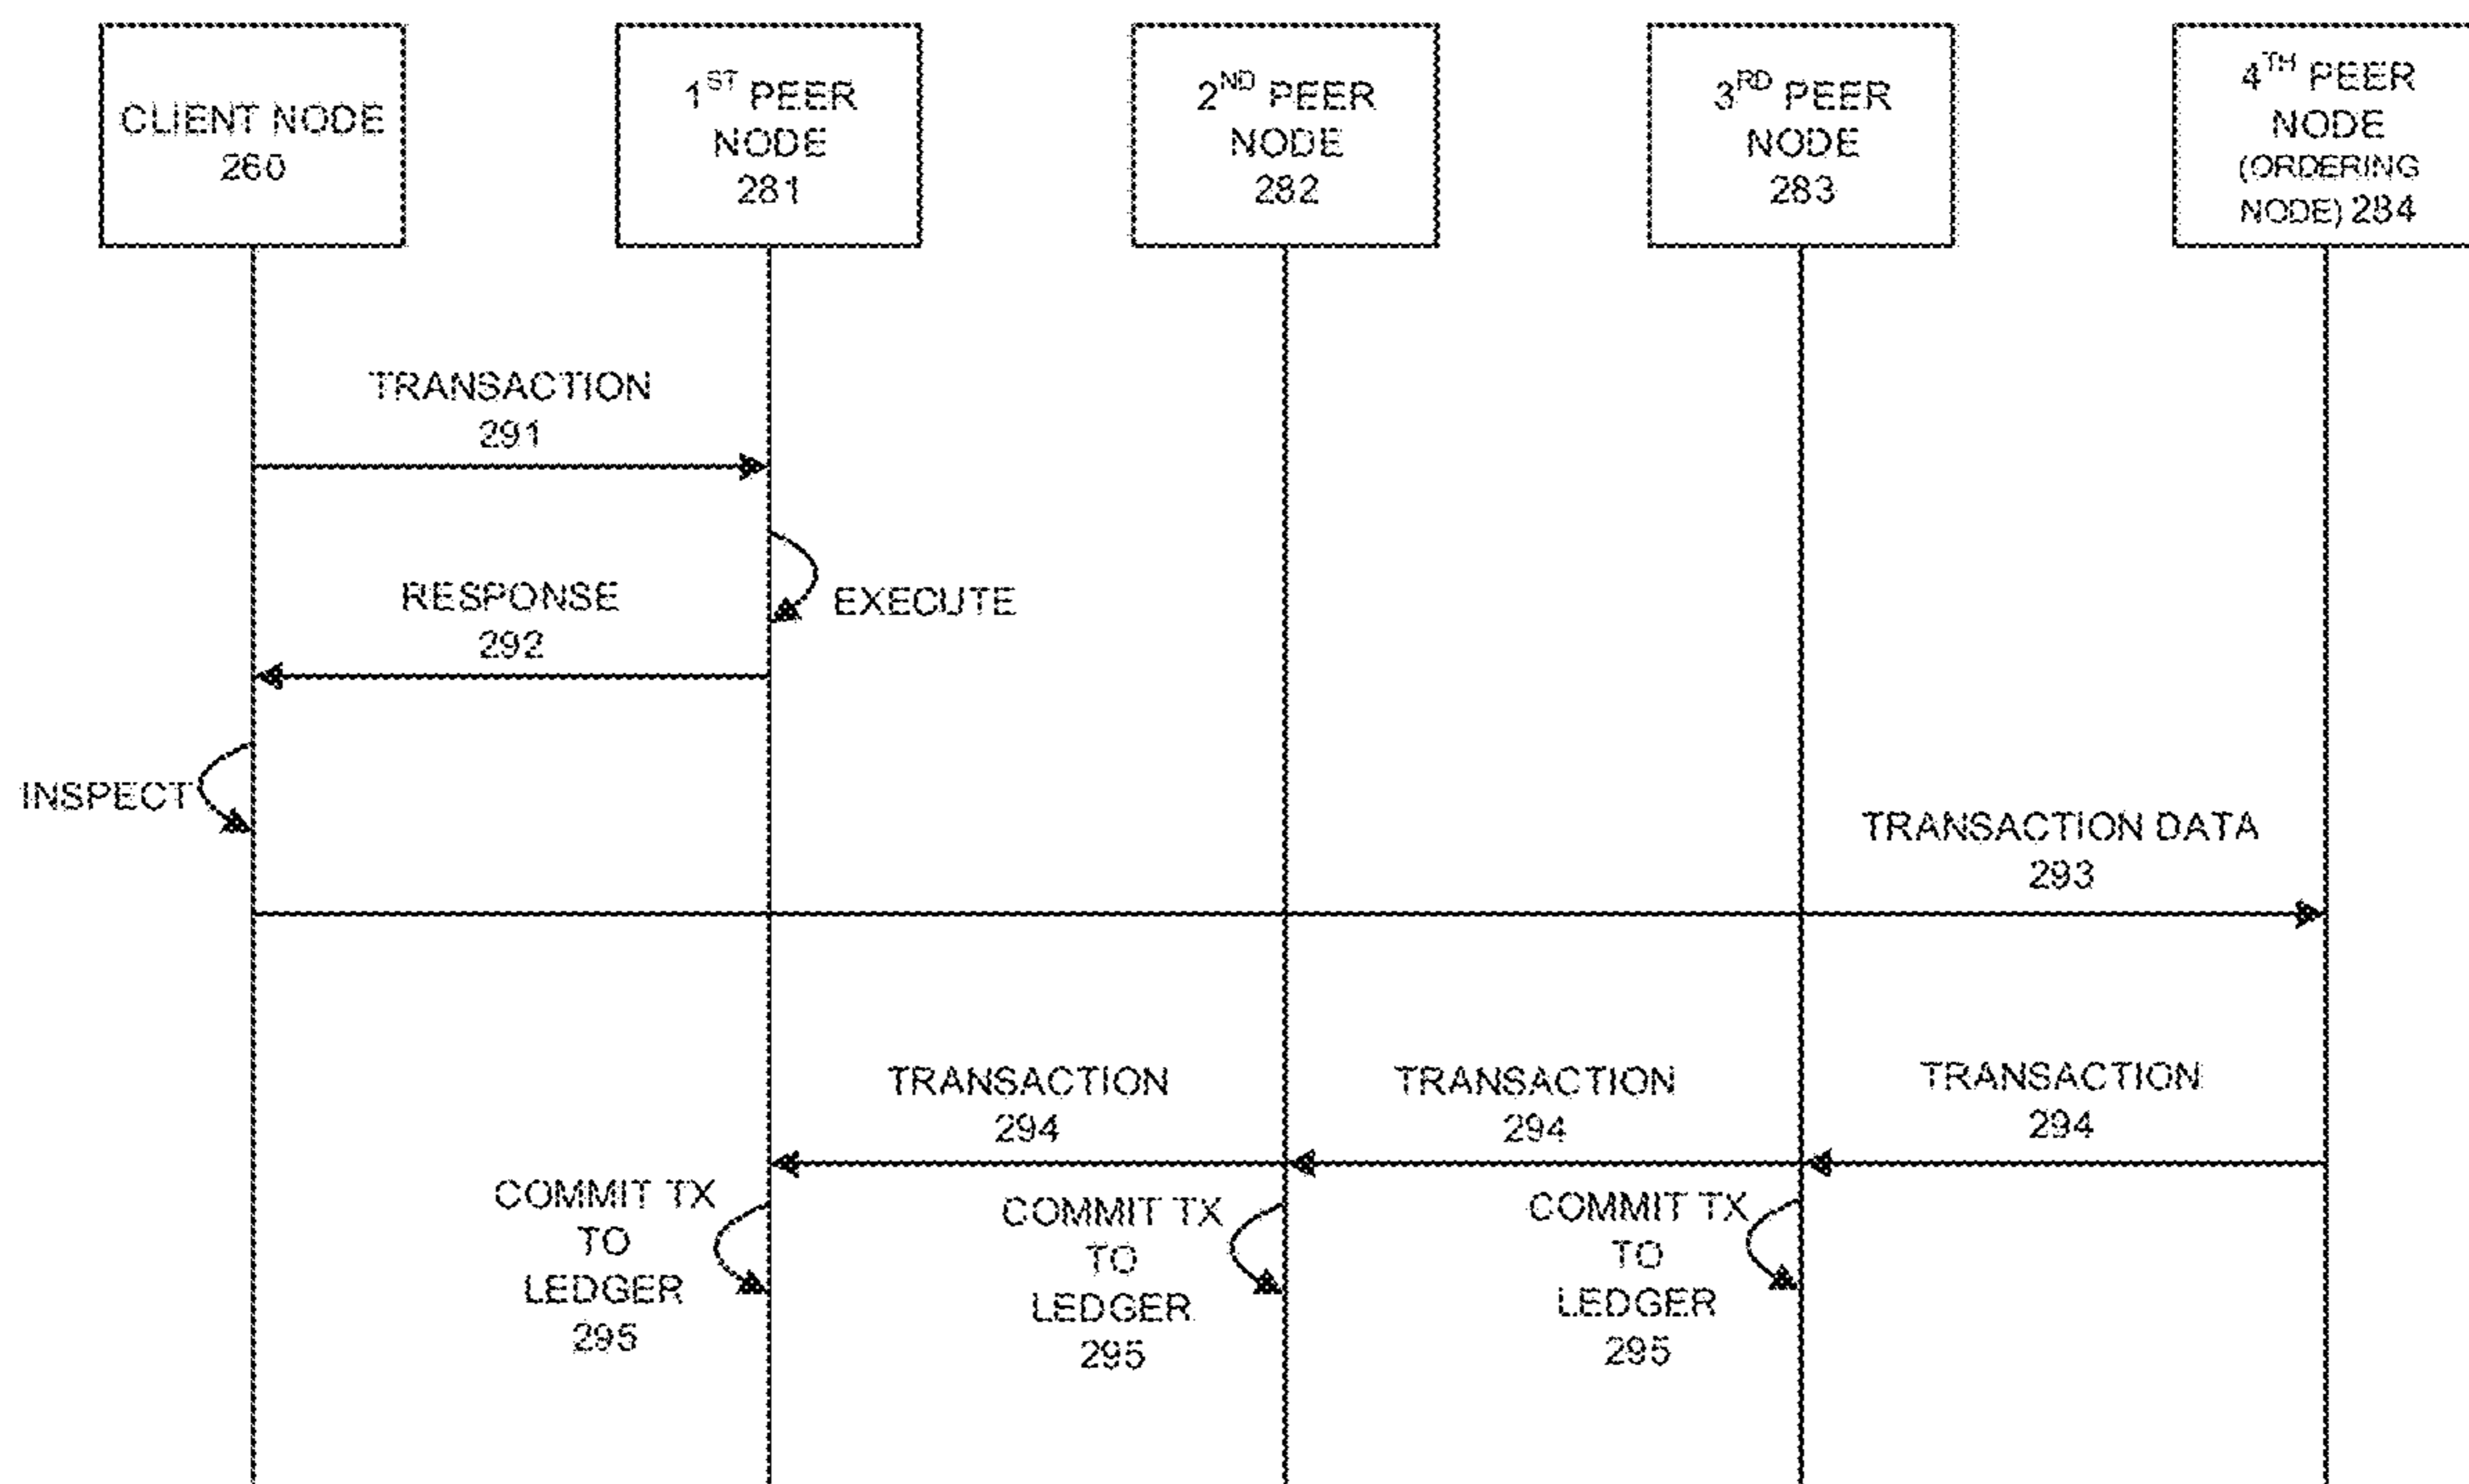 CLIENT NODE
260
1ST PEER
NODE
281
2ND PEER
NODE
282
3RD PEER
NODE
283
4TH PEER
NODE
(ORDERING
NODE) 284
TRANSACTION
291
EXECUTE
RESPONSE
292
INSPECT
TRANSACTION DATA
293
TRANSACTION
294
TRANSACTION
294
TRANSACTION
294
COMMIT TX
TO
LEDGER
295
COMMIT TX
TO
LEDGER
295
COMMIT TX
TO
LEDGER
295